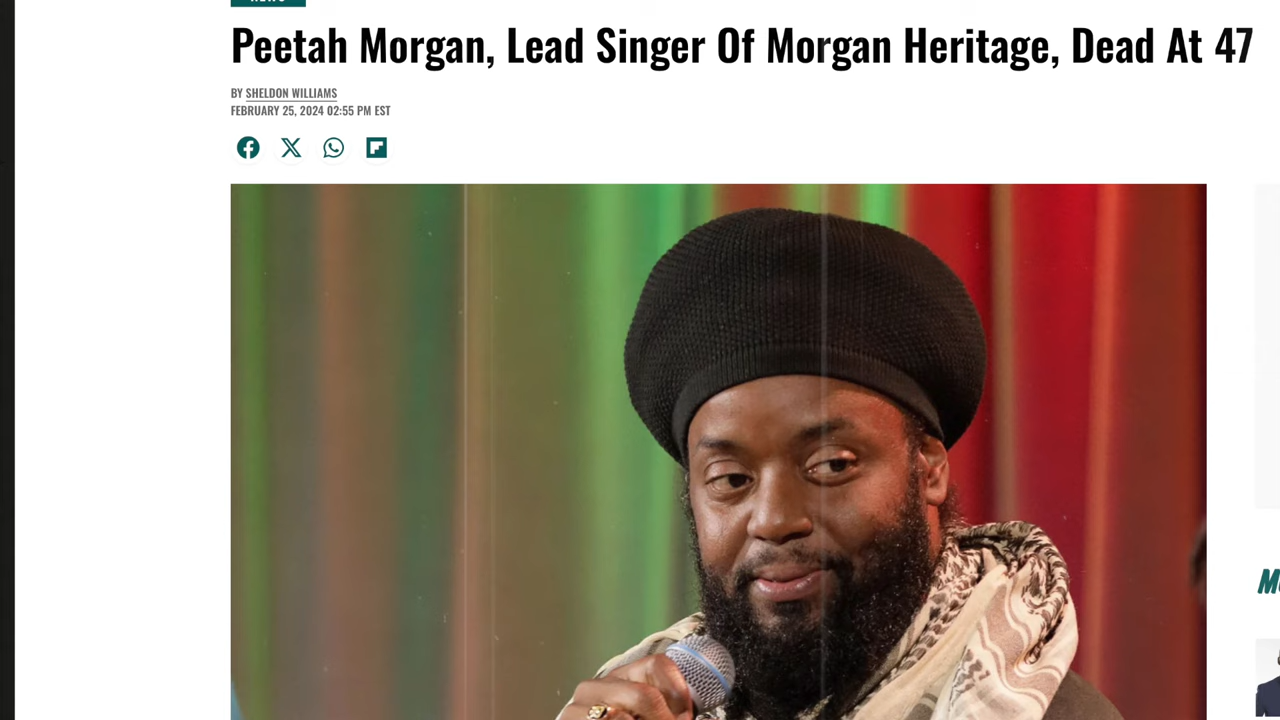 Peetah Morgan, Lead Singer Of Morgan Heritage, Dead At 47
BY SHELDON WILLIAMS
FEBRUARY 25, 2024 02:55 PM EST